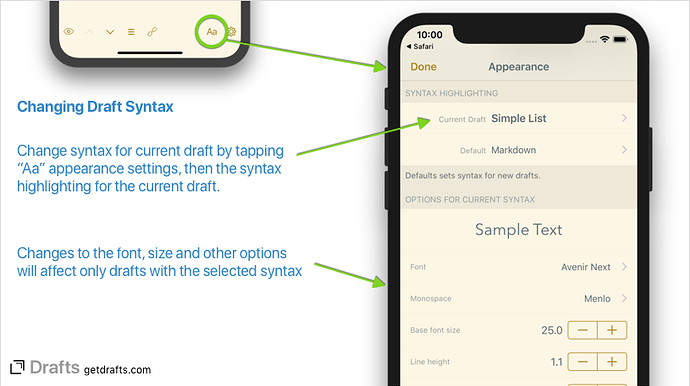 Aa
Changing Draft Syntax
Change syntax for current draft by tapping
“Aa” appearance settings, then the syntax
highlighting for the current draft.
Changes to the font, size and other options
will affect only drafts with the selected syntax
Drafts getdrafts.com
10:00
Safari
Done Appearance
SYNTAX HIGHLIGHTING
Current Draft Simple List
Default Markdown
Defaults sets syntax for new drafts.
OPTIONS FOR CURRENT SYNTAX
Sample Text
Font Avenir Next
Monospace Menlo
Base font size 25.0 − +
Line height 1.1 − +